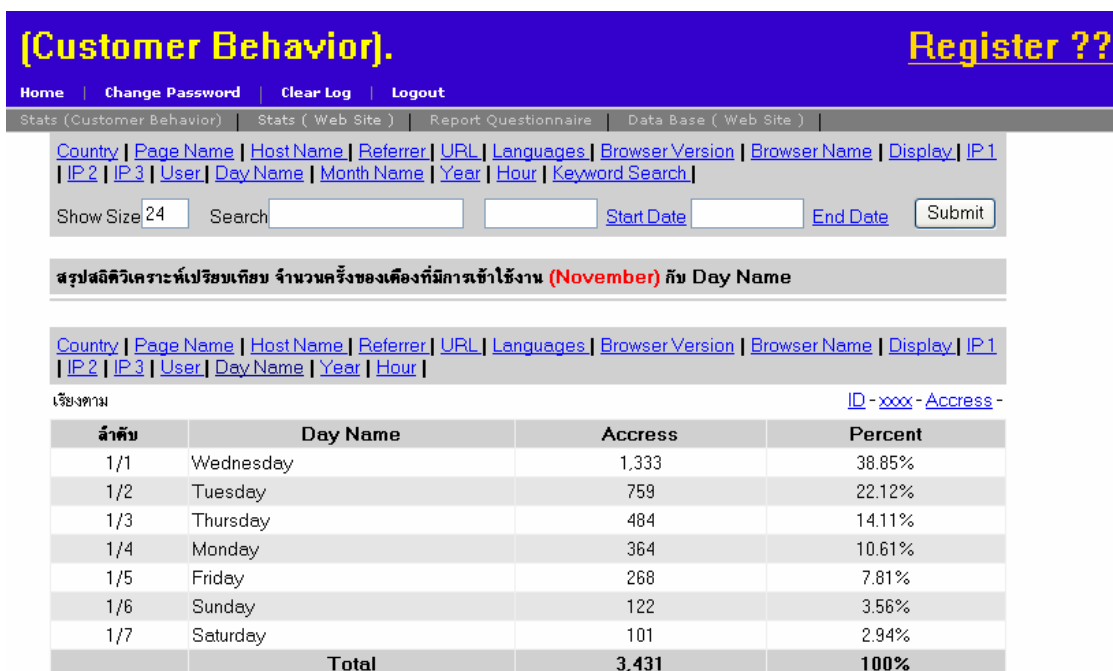 (Customer Behavior).
Register ??
Home | Change Password | Clear Log | Logout
Stats (Customer Behavior) | Stats ( Web Site ) | Report Questionnaire | Data Base ( Web Site ) |
Country | Page Name | Host Name | Referrer | URL | Languages | Browser Version | Browser Name | Display | IP 1
| IP 2 | IP 3 | User | Day Name | Month Name | Year | Hour | Keyword Search |
Show Size 24 Search Start Date End Date Submit
สรุปสถิติวิเคราะห์เปรียบเทียบ จำนวนครั้งของเดือนที่มีการเข้าใช้งาน (November) กับ Day Name
Country | Page Name | Host Name | Referrer | URL | Languages | Browser Version | Browser Name | Display | IP 1
| IP 2 | IP 3 | User | Day Name | Year | Hour |
เรียงตาม ID - xxxx - Accress -
ลำดับ Day Name Accress Percent
1/1 Wednesday 1,333 38.85%
1/2 Tuesday 759 22.12%
1/3 Thursday 484 14.11%
1/4 Monday 364 10.61%
1/5 Friday 268 7.81%
1/6 Sunday 122 3.56%
1/7 Saturday 101 2.94%
Total 3,431 100%